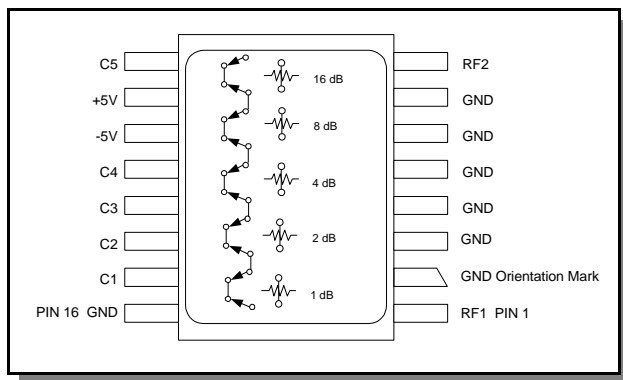 C5
+5V
-5V
C4
C3
C2
C1
PIN 16 GND
16 dB
8 dB
4 dB
2 dB
1 dB
RF2
GND
GND
GND
GND
GND
GND Orientation Mark
RF1 PIN 1